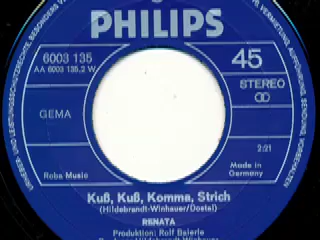 PHILIPS
6003 135
AA 6003 135.2 W
45
STEREO
GEMA
2:21
Roba Music
Made in
Germany
Kuß, Kuß, Komma, Strich
(Hildebrandt-Winhauer/Dostal)
RENATA
Produktion: Rolf Baierle